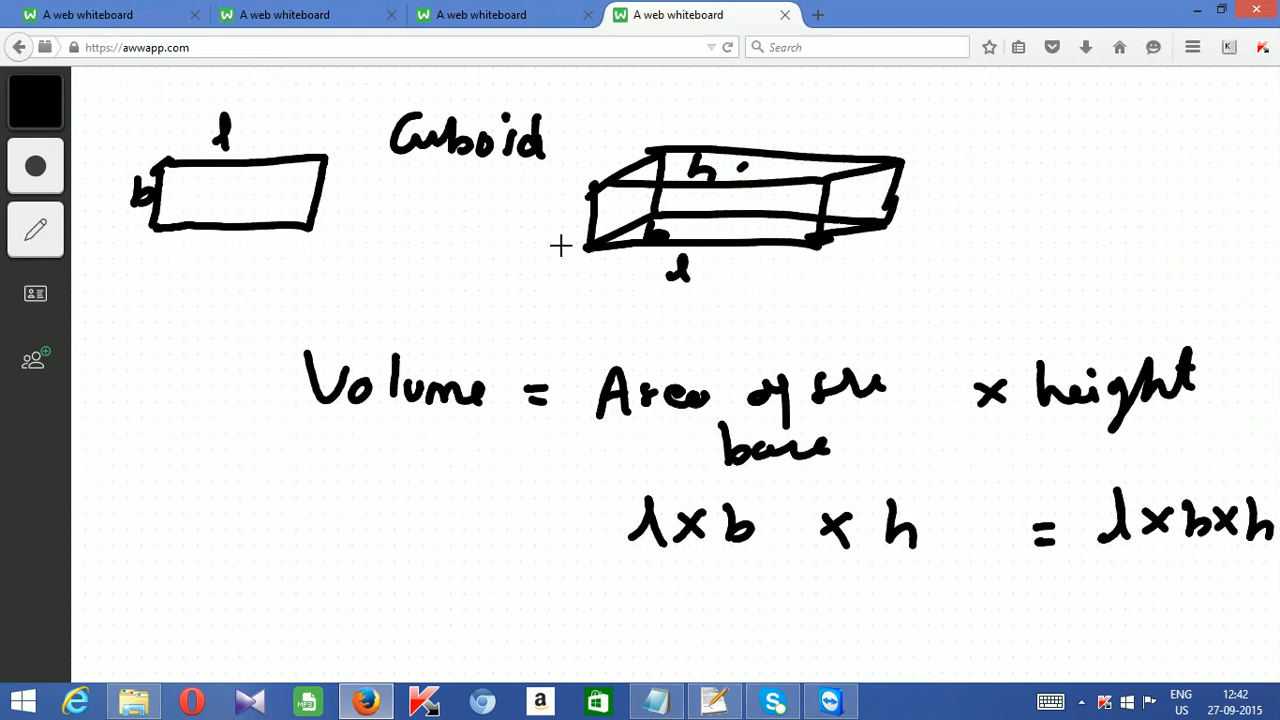 A web whiteboard
A web whiteboard
A web whiteboard
A web whiteboard
https://awwapp.com
Search
K
l
Cuboid
b
h
b
l
Volume = Area of the × height
base
l×b × h = l×b×h
MP3
ENG
US
12:42
27-09-2015